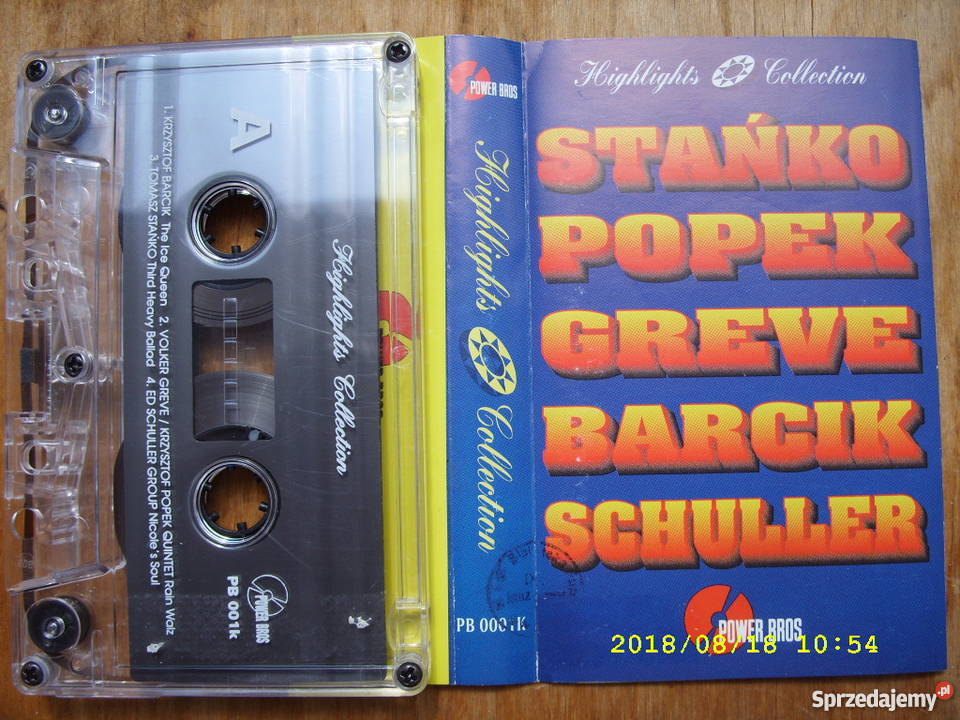 A
1. KRZYSZTOF BARCIK The Ice Queen 2. VOLKER GREVE / KRZYSZTOF POPEK QUINTET Rain Walz
3. TOMASZ STAŃKO Third Heavy Ballad 4. ED SCHULLER GROUP Nicole's Soul
Highlights Collection
POWER BROS
PB 001k
POWER BROS
Highlights Collection
PB 0001K
Highlights Collection
STAŃKO
POPEK
GREVE
BARCIK
SCHULLER
POWER BROS
2018/08/18 10:54
Sprzedajemy.pl